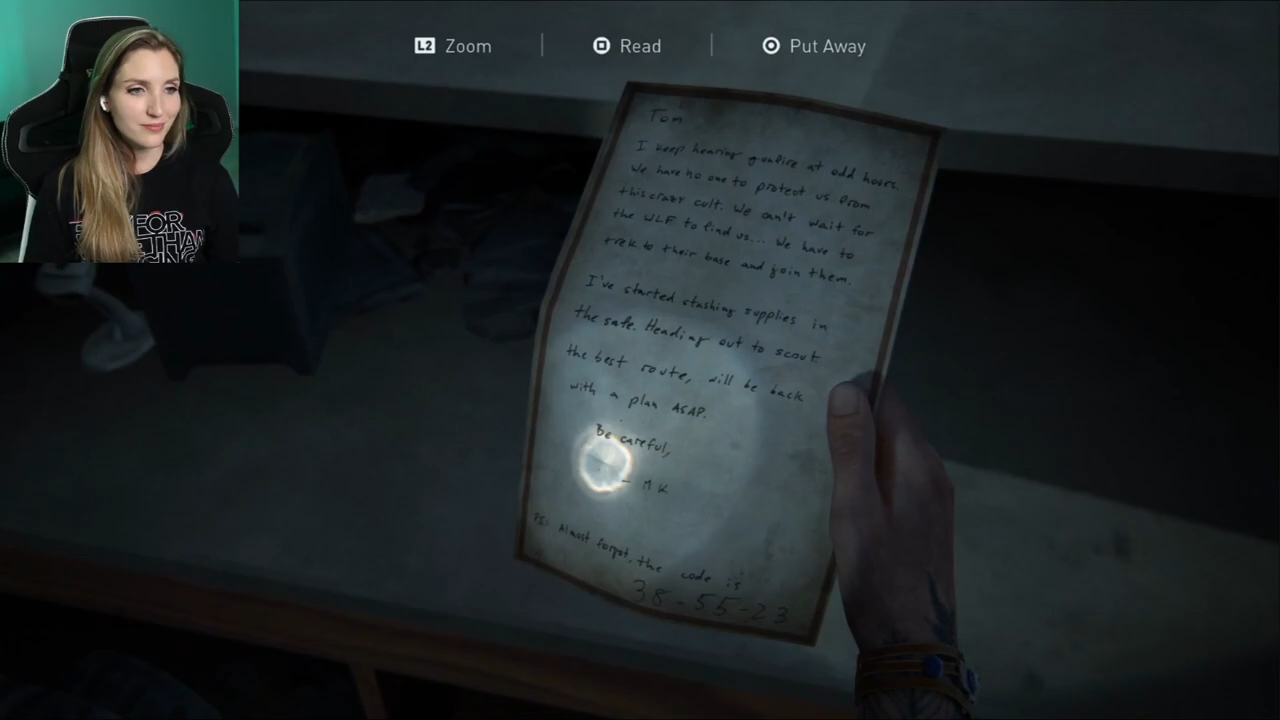 L2 Zoom
Read
Put Away
Tom
I keep hearing gunfire at odd hours.
We have no one to protect us from
this crazy cult. We can't wait for
the WLF to find us... We have to
trek to their base and join them.
I've started stashing supplies in
the safe. Heading out to scout
the best route, will be back
with a plan ASAP.
Be careful,
- MK
PS: Almost forgot, the code is
38-55-23
FOR